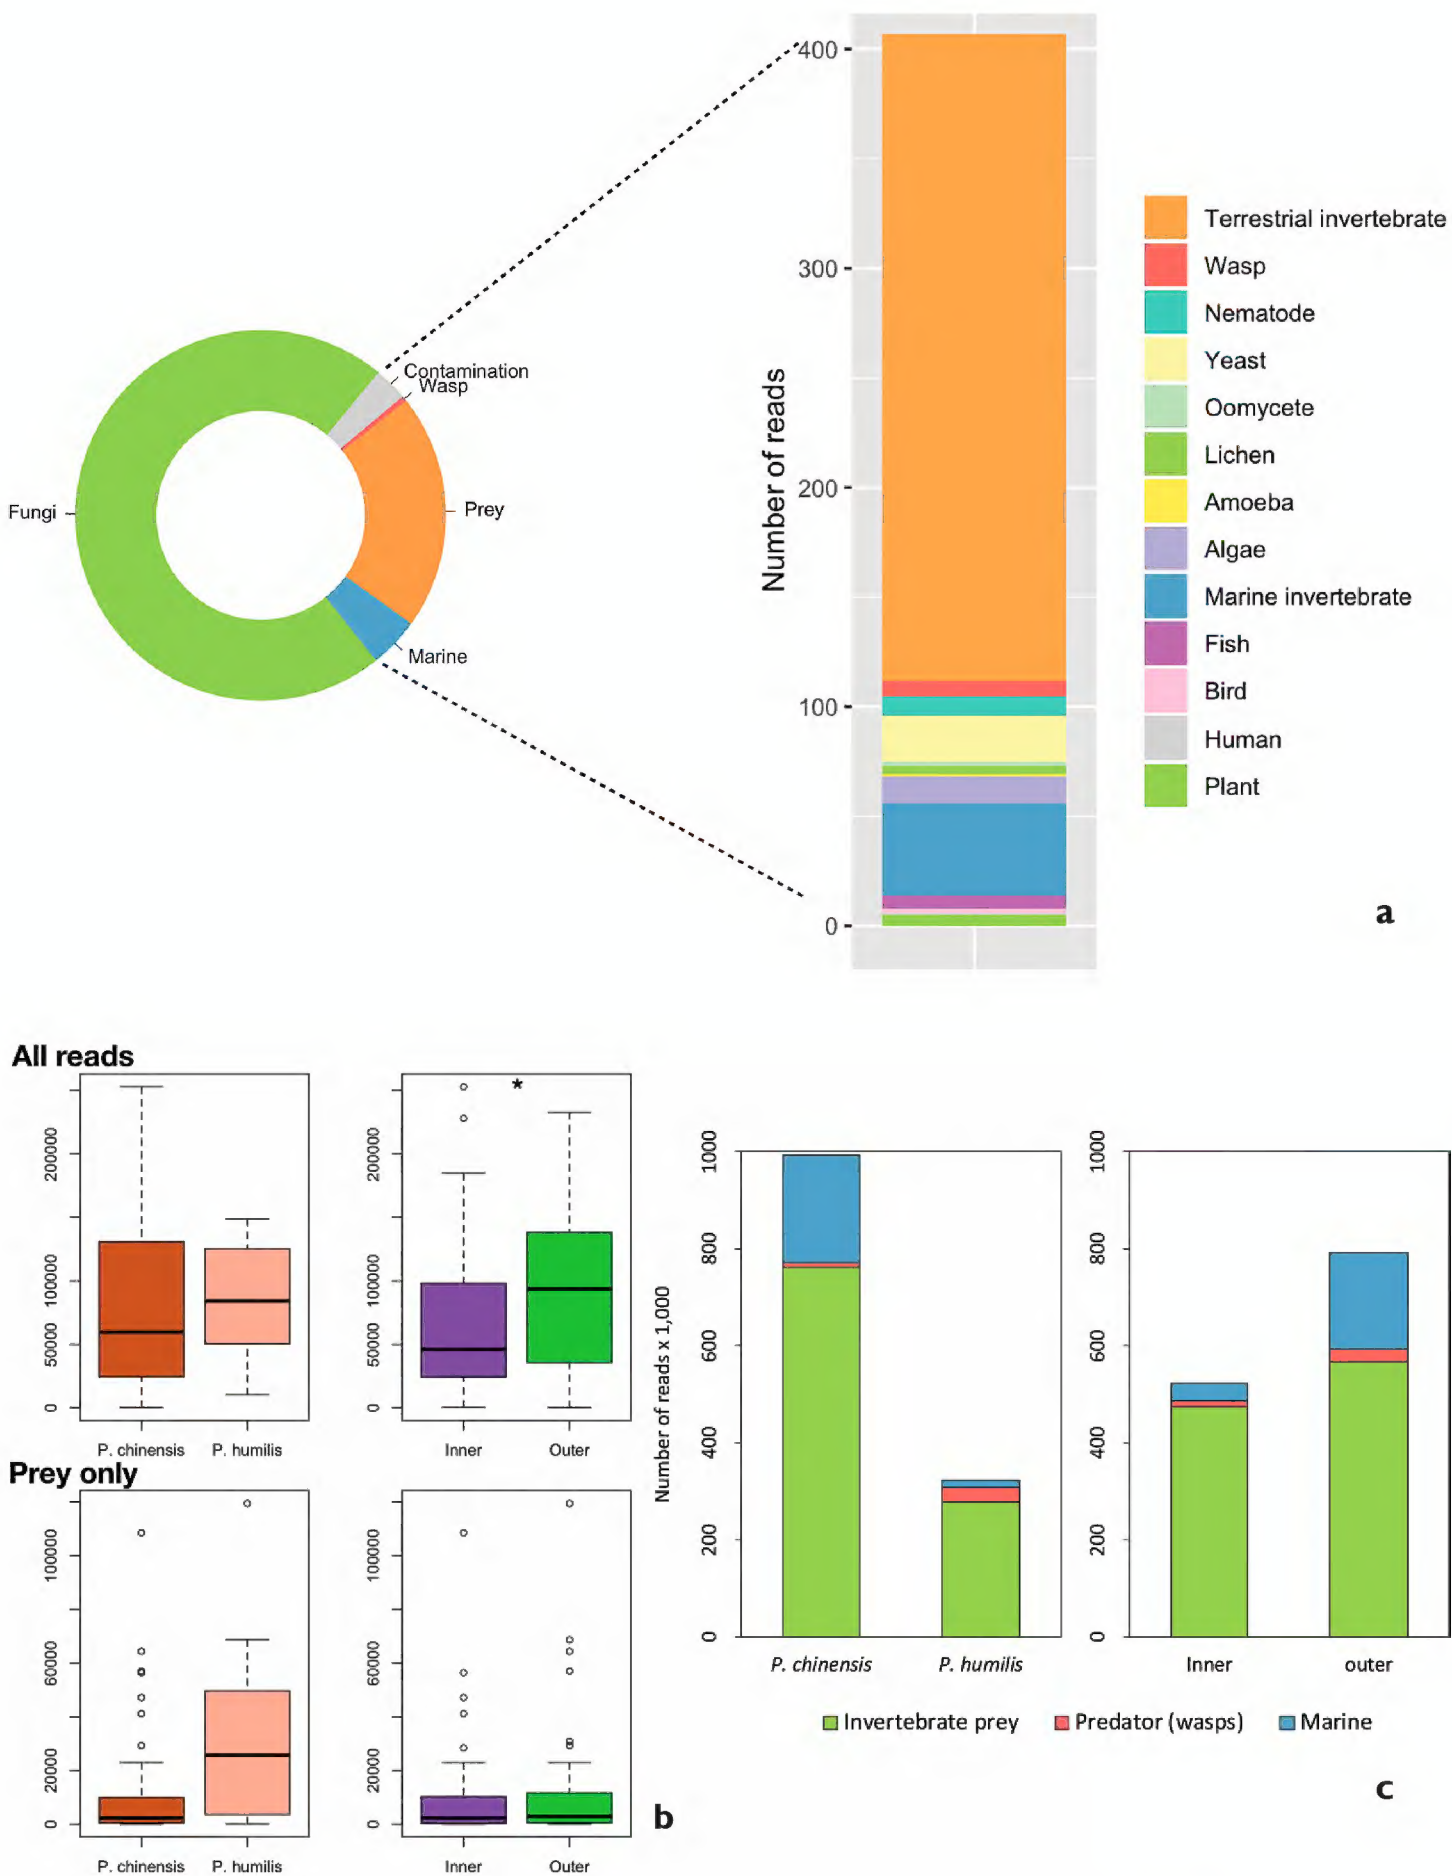 400
300
200
100
0
Number of reads
Contamination
Wasp
Fungi
Prey
Marine
Terrestrial invertebrate
Wasp
Nematode
Yeast
Oomycete
Lichen
Amoeba
Algae
Marine invertebrate
Fish
Bird
Human
Plant
a
All reads
200000
100000
50000
0
P. chinensis
P. humilis
*
200000
100000
50000
0
Inner
Outer
Prey only
100000
60000
20000
0
P. chinensis
P. humilis
100000
60000
20000
0
Inner
Outer
b
Number of reads x 1,000
1000
800
600
400
200
0
P. chinensis
P. humilis
1000
800
600
400
200
0
Inner
outer
Invertebrate prey
Predator (wasps)
Marine
c